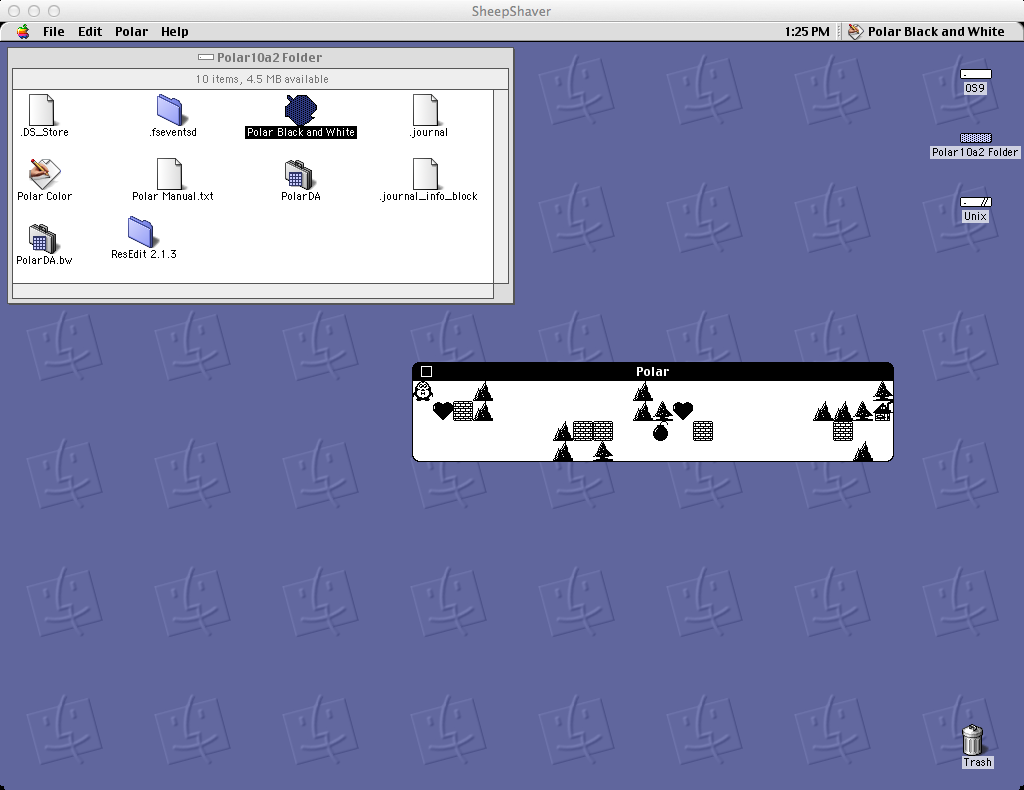 SheepShaver
File Edit Polar Help 1:25 PM Polar Black and White
Polar10a2 Folder
10 items, 4.5 MB available
.DS_Store .fseventsd Polar Black and White .journal
Polar Color Polar Manual.txt PolarDA .journal_info_block
PolarDA.bw ResEdit 2.1.3
OS9
Polar10a2 Folder
Unix
Polar
Trash